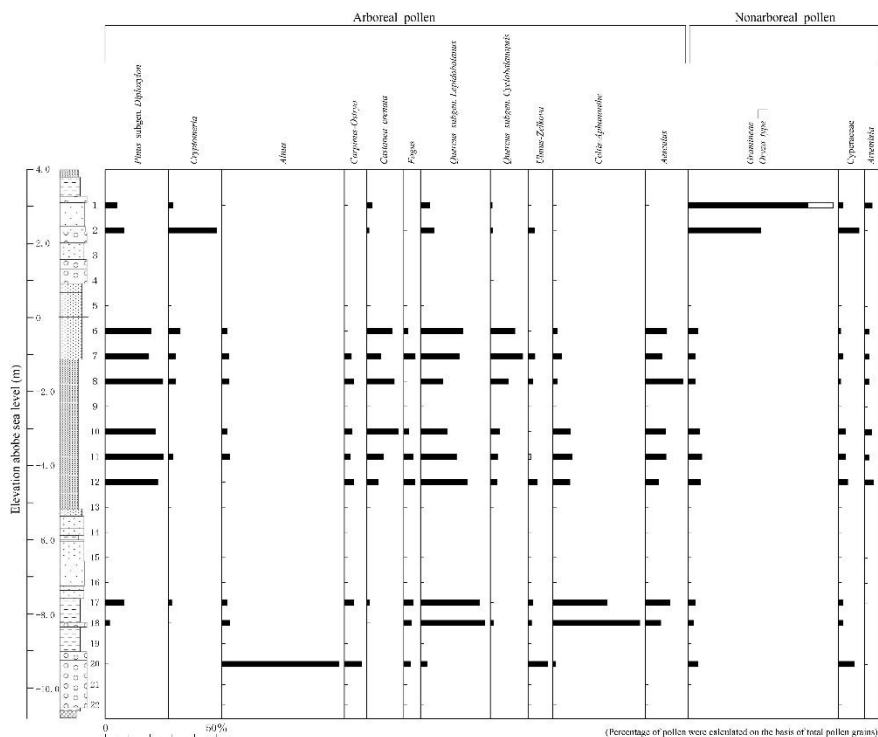 Arboreal pollen
Nonarboreal pollen
Pinus subgen. Diploxylon
Cryptomeria
Alnus
Carpinus-Ostrya
Castanea crenata
Fagus
Quercus subgen. Lepidobalanus
Quercus subgen. Cyclobalanopsis
Ulmus-Zelkova
Celtis-Aphananthe
Aesculus
Gramineae
Oryza type
Cyperaceae
Artemisia
Elevation abobe sea level (m)
4.0
2.0
0
-2.0
-4.0
-6.0
-8.0
-10.0
1
2
3
4
5
6
7
8
9
10
11
12
13
14
15
16
17
18
19
20
21
22
0
50%
(Percentage of pollen were calculated on the basis of total pollen grains)